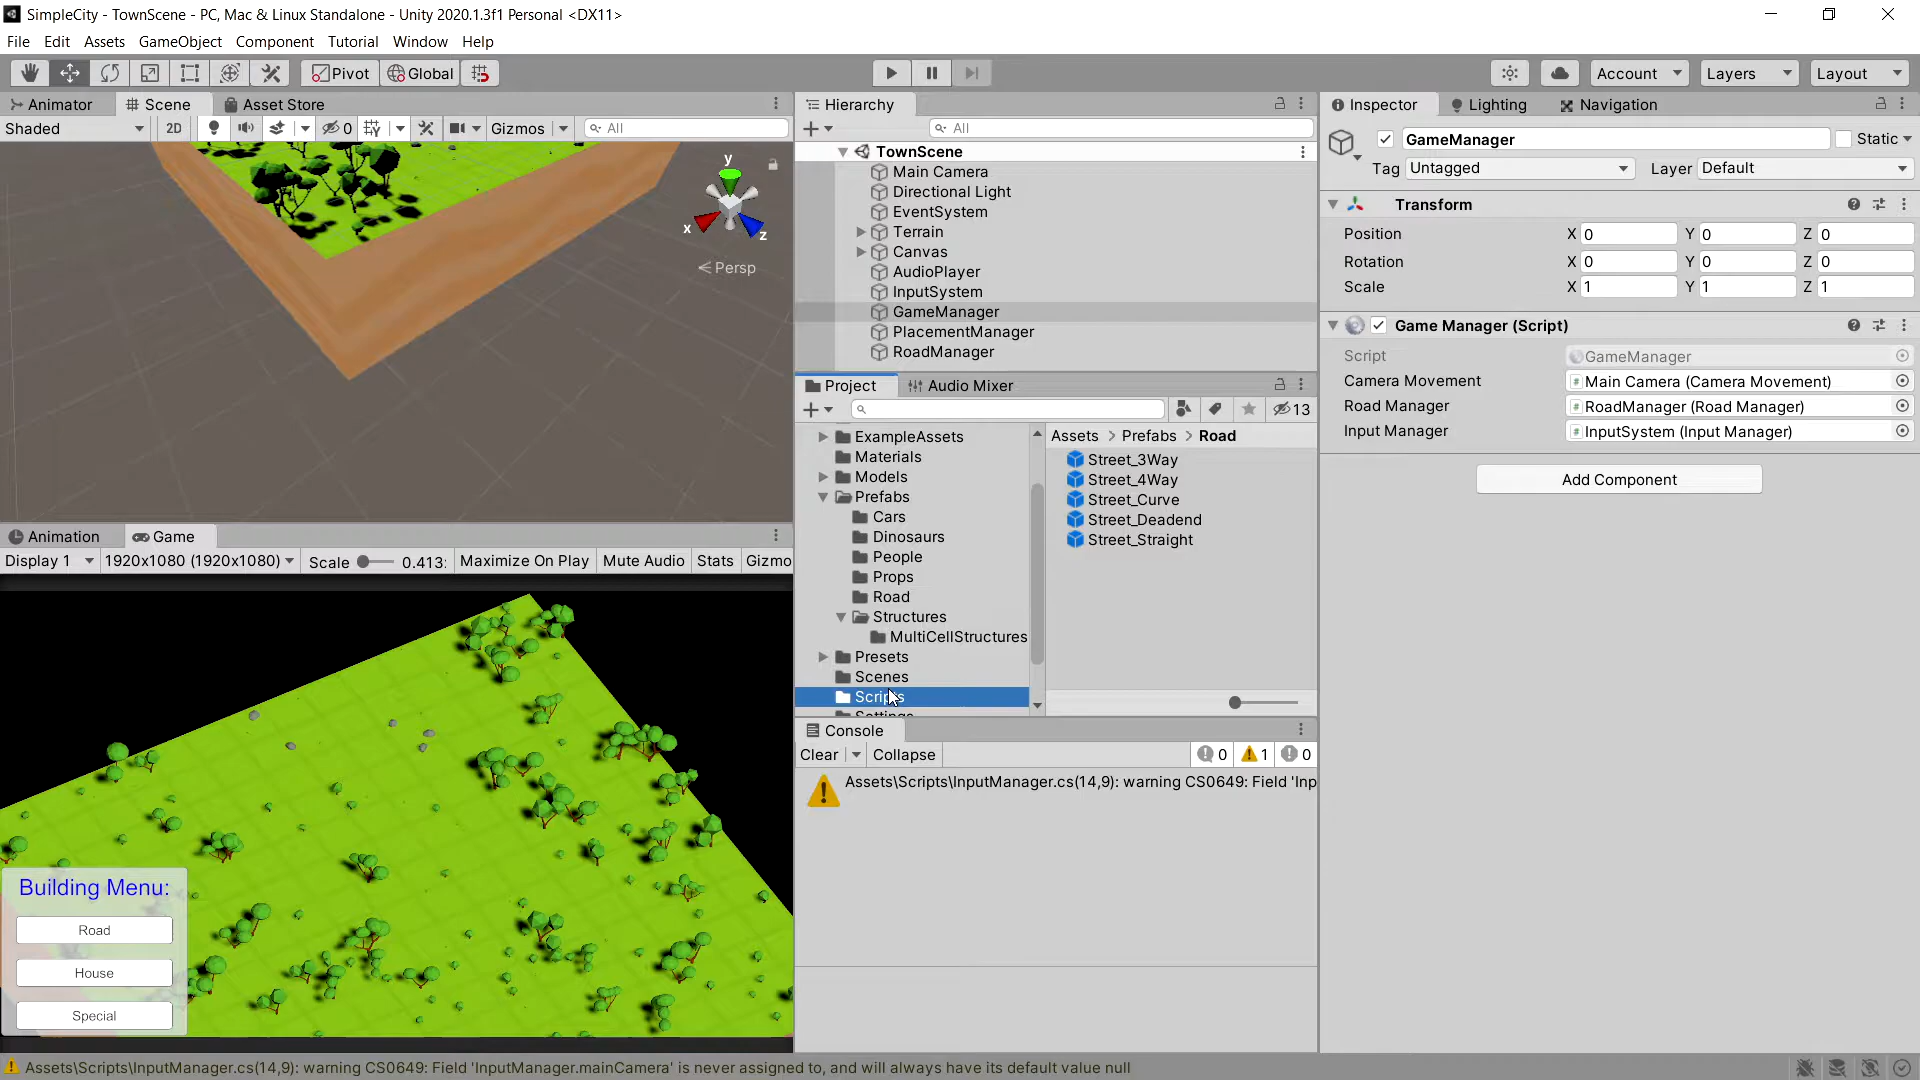 SimpleCity - TownScene - PC, Mac & Linux Standalone - Unity 2020.1.3f1 Personal <DX11>
File Edit Assets GameObject Component Tutorial Window Help
Pivot Global Account Layers Layout
Animator Scene Asset Store
Shaded 2D 0 Gizmos All
y
x
z
Persp
Hierarchy
All
TownScene
Main Camera
Directional Light
EventSystem
Terrain
Canvas
AudioPlayer
InputSystem
GameManager
PlacementManager
RoadManager
Project Audio Mixer
13
ExampleAssets
Materials
Models
Prefabs
Cars
Dinosaurs
People
Props
Road
Structures
MultiCellStructures
Presets
Scenes
Scripts
Assets > Prefabs > Road
Street_3Way
Street_4Way
Street_Curve
Street_Deadend
Street_Straight
Console
Clear Collapse 0 1 0
Assets\Scripts\InputManager.cs(14,9): warning CS0649: Field 'Inp
Inspector Lighting Navigation
GameManager Static
Tag Untagged Layer Default
Transform
Position X 0 Y 0 Z 0
Rotation X 0 Y 0 Z 0
Scale X 1 Y 1 Z 1
Game Manager (Script)
Script GameManager
Camera Movement # Main Camera (Camera Movement)
Road Manager # RoadManager (Road Manager)
Input Manager # InputSystem (Input Manager)
Add Component
Animation Game
Display 1 1920x1080 (1920x1080) Scale 0.413: Maximize On Play Mute Audio Stats Gizmo
Building Menu:
Road
House
Special
Assets\Scripts\InputManager.cs(14,9): warning CS0649: Field 'InputManager.mainCamera' is never assigned to, and will always have its default value null